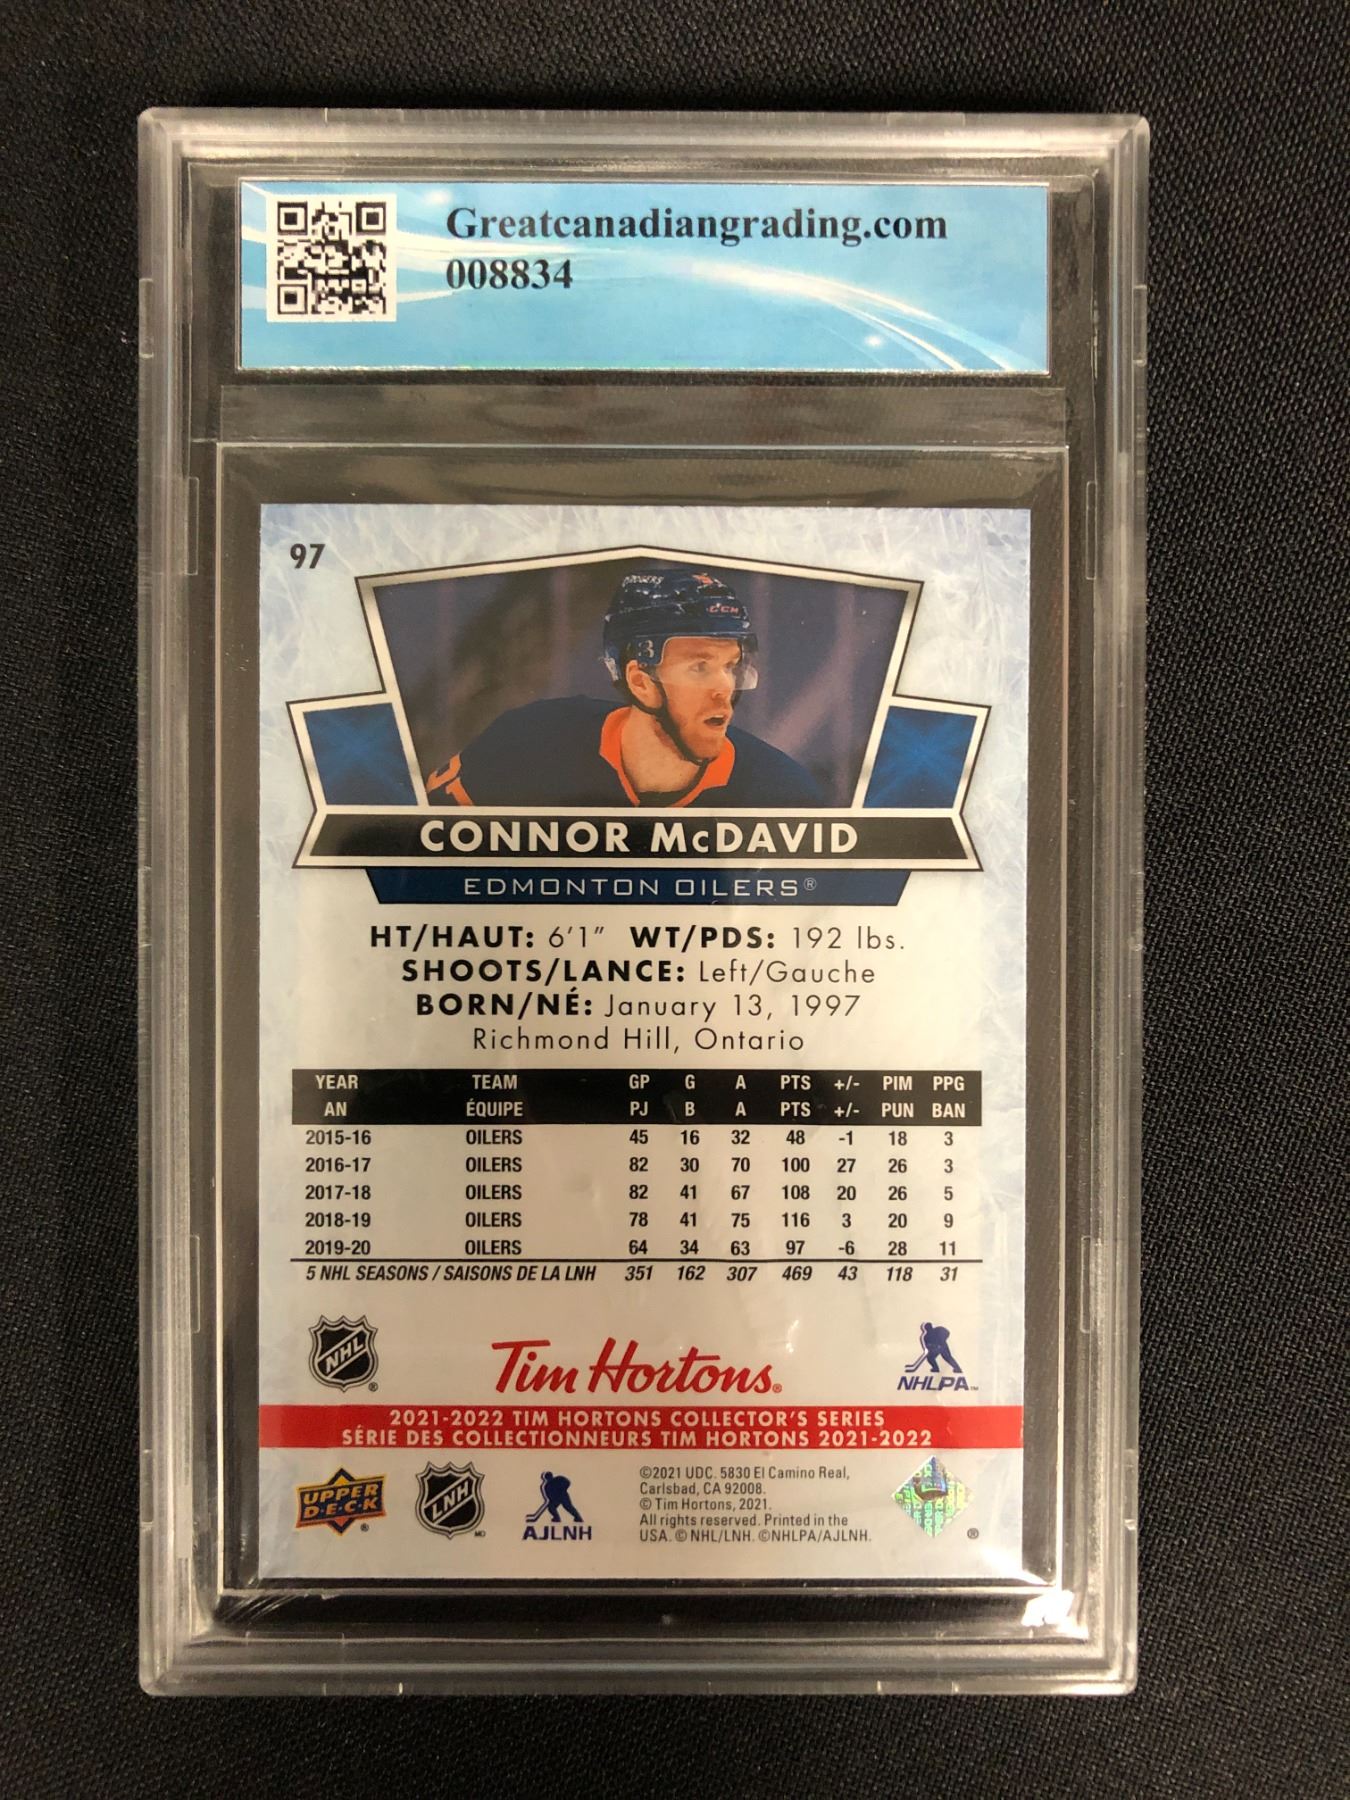 Greatcanadiangrading.com
008834
97
CCM
CONNOR McDAVID
EDMONTON OILERS®
HT/HAUT: 6'1" WT/PDS: 192 lbs.
SHOOTS/LANCE: Left/Gauche
BORN/NÉ: January 13, 1997
Richmond Hill, Ontario
YEAR TEAM GP G A PTS +/- PIM PPG
AN ÉQUIPE PJ B A PTS +/- PUN BAN
2015-16 OILERS 45 16 32 48 -1 18 3
2016-17 OILERS 82 30 70 100 27 26 3
2017-18 OILERS 82 41 67 108 20 26 5
2018-19 OILERS 78 41 75 116 3 20 9
2019-20 OILERS 64 34 63 97 -6 28 11
5 NHL SEASONS / SAISONS DE LA LNH 351 162 307 469 43 118 31
NHL ®
Tim Hortons®
NHLPA™
2021-2022 TIM HORTONS COLLECTOR'S SERIES
SÉRIE DES COLLECTIONNEURS TIM HORTONS 2021-2022
UPPER
D·E·C·K ®
LNH MD
AJLNH
©2021 UDC. 5830 El Camino Real,
Carlsbad, CA 92008.
© Tim Hortons, 2021.
All rights reserved. Printed in the
USA. © NHL/LNH. ©NHLPA/AJLNH.
®